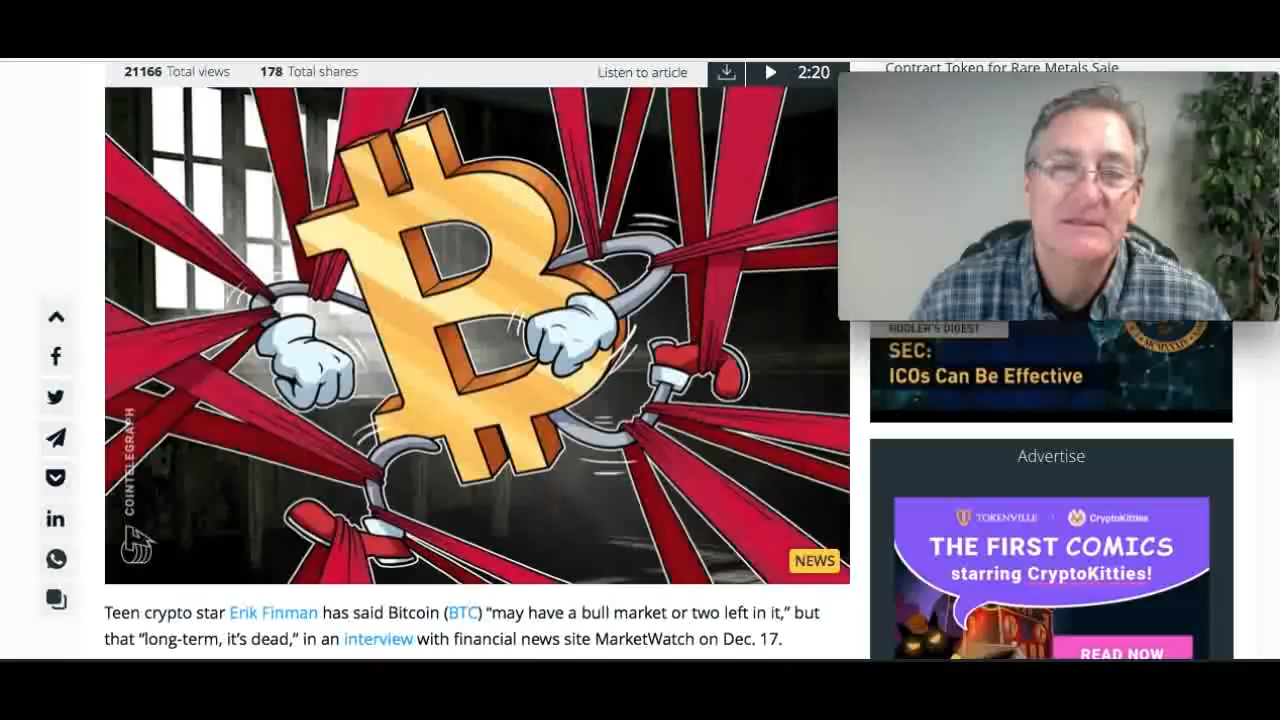 21166 Total views
178 Total shares
Listen to article
2:20
Contract Token for Rare Metals Sale
COINTELEGRAPH
NEWS
Teen crypto star Erik Finman has said Bitcoin (BTC) “may have a bull market or two left in it,” but
that “long-term, it’s dead,” in an interview with financial news site MarketWatch on Dec. 17.
HODLER'S DIGEST
SEC:
ICOs Can Be Effective
Advertise
TOKENVILLE
CryptoKitties
THE FIRST COMICS
starring CryptoKitties!
READ NOW